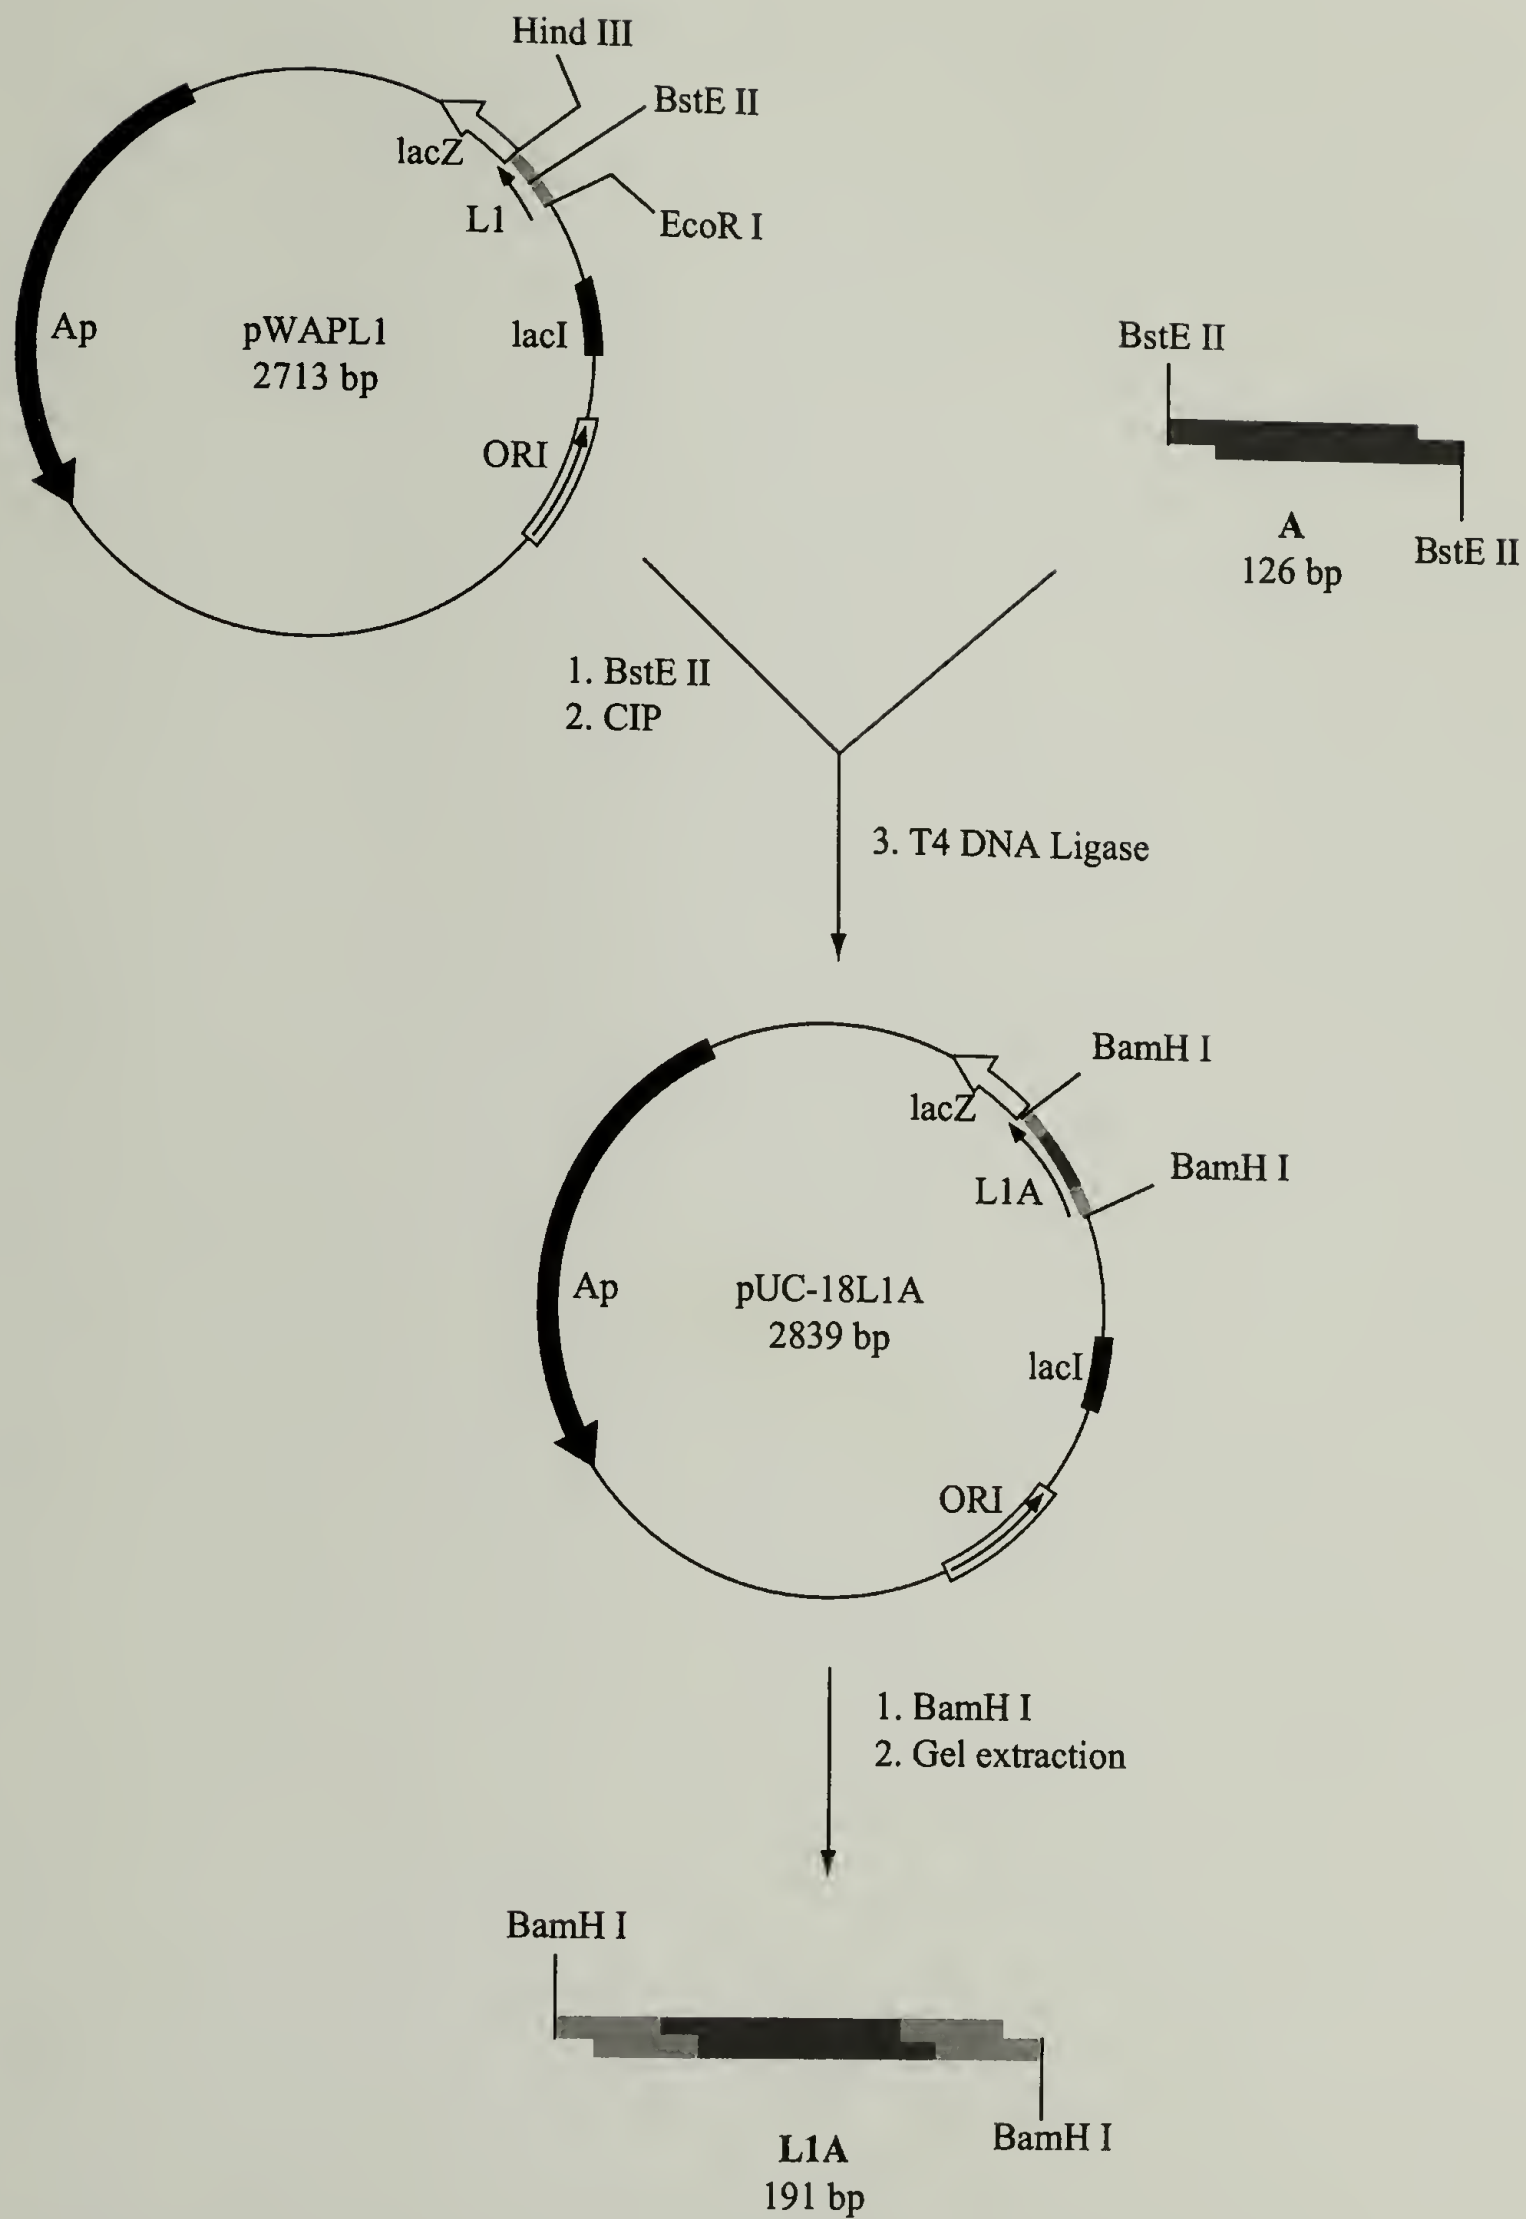 Hind III
BstE II
lacZ
L1
EcoR I
Ap
pWAPL1
2713 bp
lacI
ORI
BstE II
A
126 bp
BstE II
1. BstE II
2. CIP
3. T4 DNA Ligase
BamH I
lacZ
BamH I
L1A
Ap
pUC-18L1A
2839 bp
lacI
ORI
1. BamH I
2. Gel extraction
BamH I
BamH I
L1A
191 bp